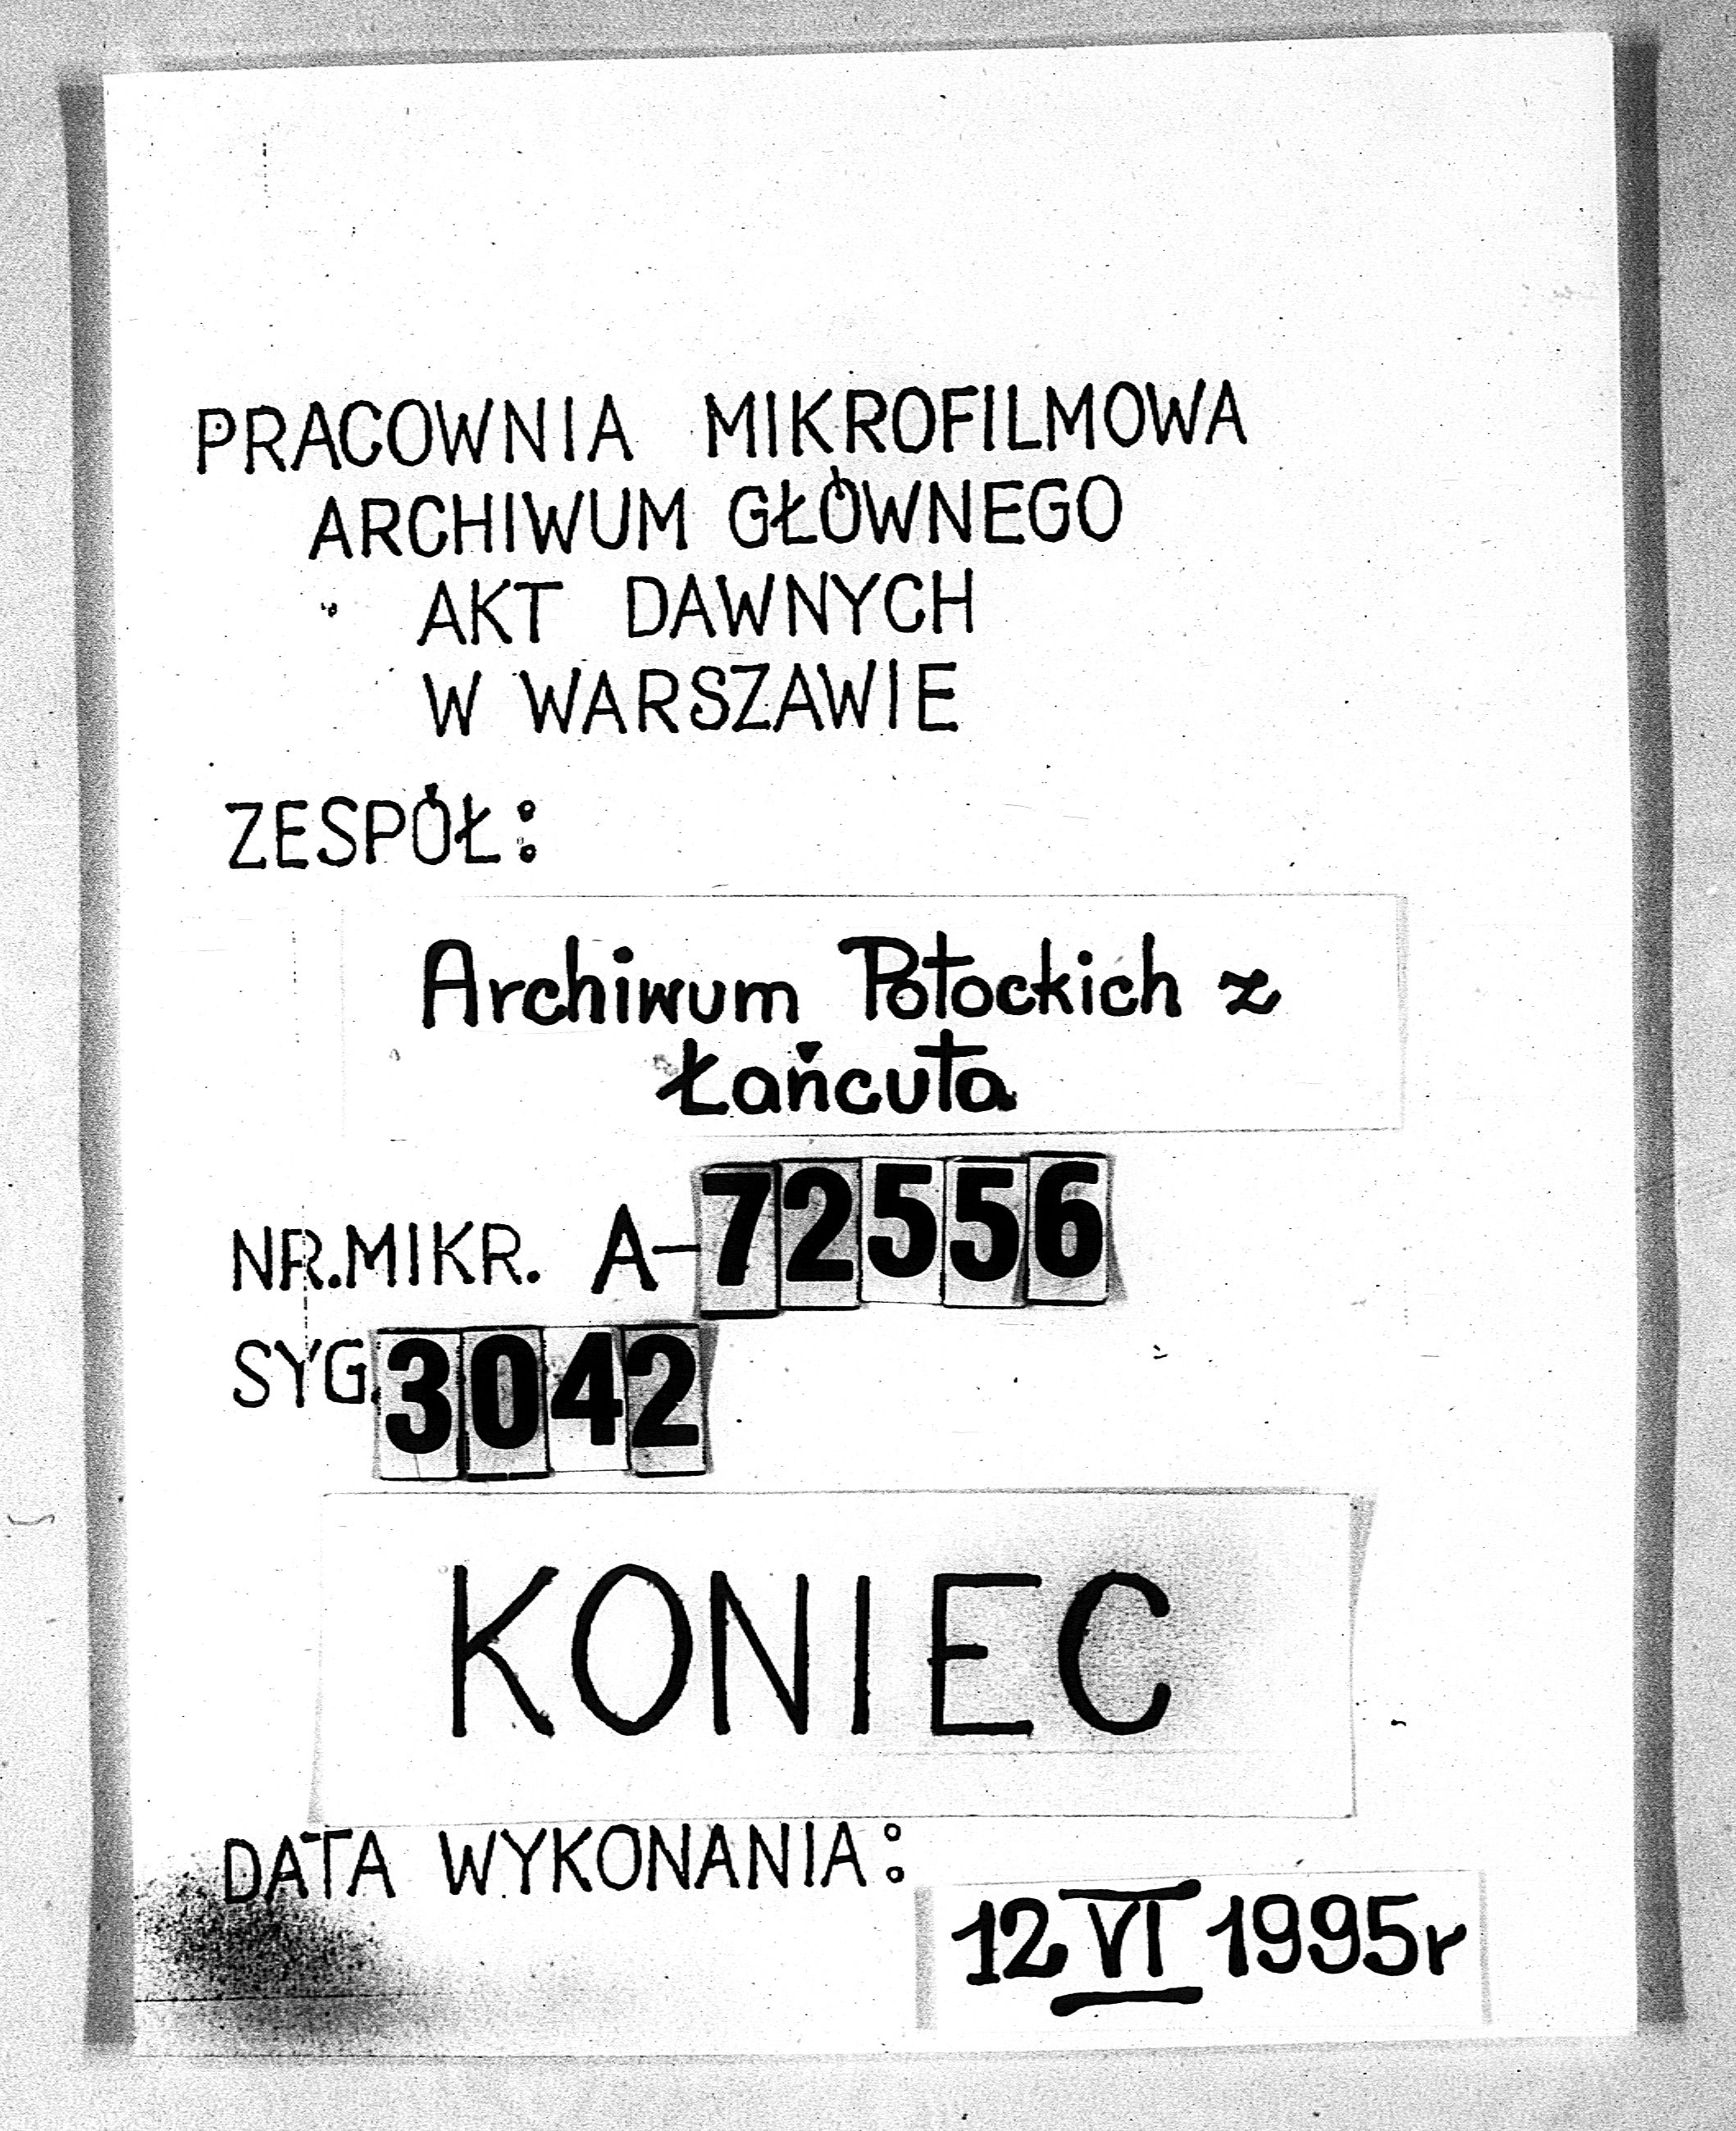 PRACOWNIA MIKROFILMOWA
ARCHIWUM GŁÓWNEGO
AKT DAWNYCH
W WARSZAWIE
ZESPÓŁ:
Archiwum Potockich z
Łańcuta
NR.MIKR. A-72556
SYG.3042
KONIEC
DATA WYKONANIA:
12 VI 1995r